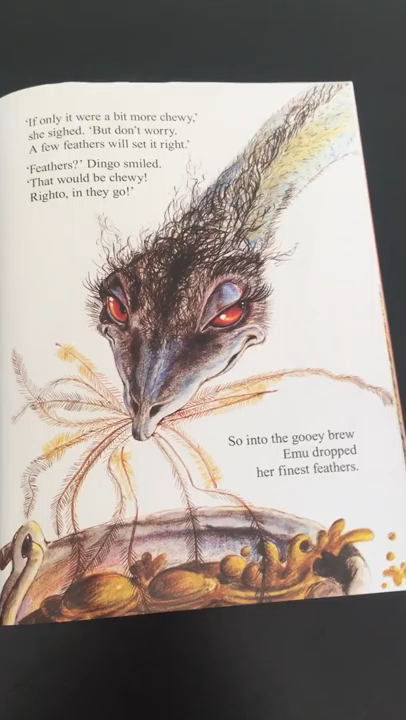 ‘If only it were a bit more chewy,’
she sighed. ‘But don’t worry.
A few feathers will set it right.’
‘Feathers?’ Dingo smiled.
‘That would be chewy!
Righto, in they go!’
So into the gooey brew
Emu dropped
her finest feathers.